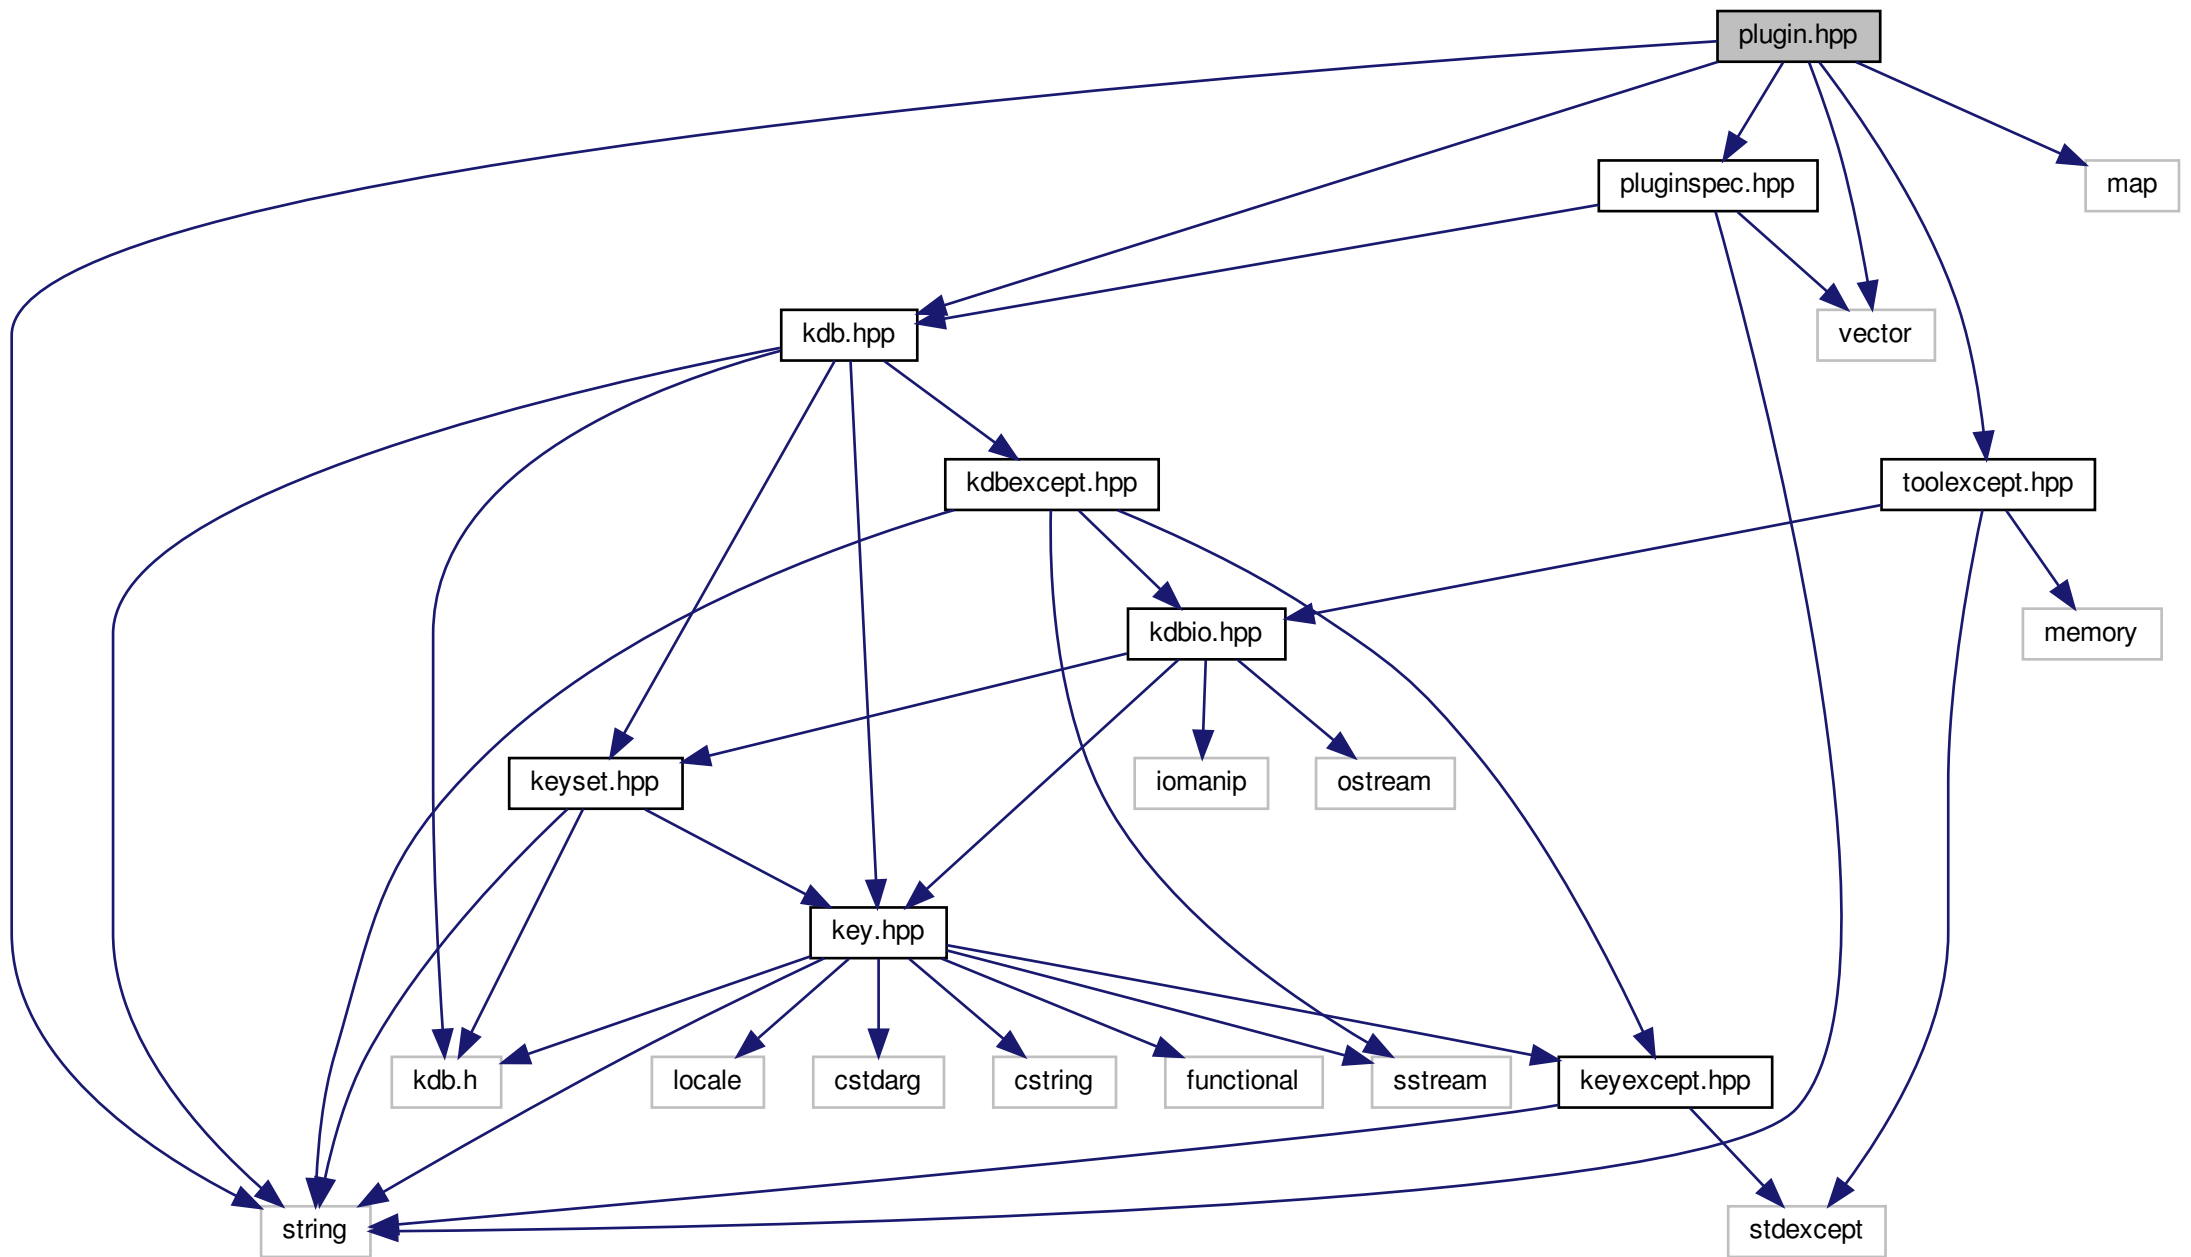 plugin.hpp
pluginspec.hpp
map
kdb.hpp
vector
kdbexcept.hpp
toolexcept.hpp
kdbio.hpp
memory
keyset.hpp
iomanip
ostream
key.hpp
kdb.h
locale
cstdarg
cstring
functional
sstream
keyexcept.hpp
string
stdexcept